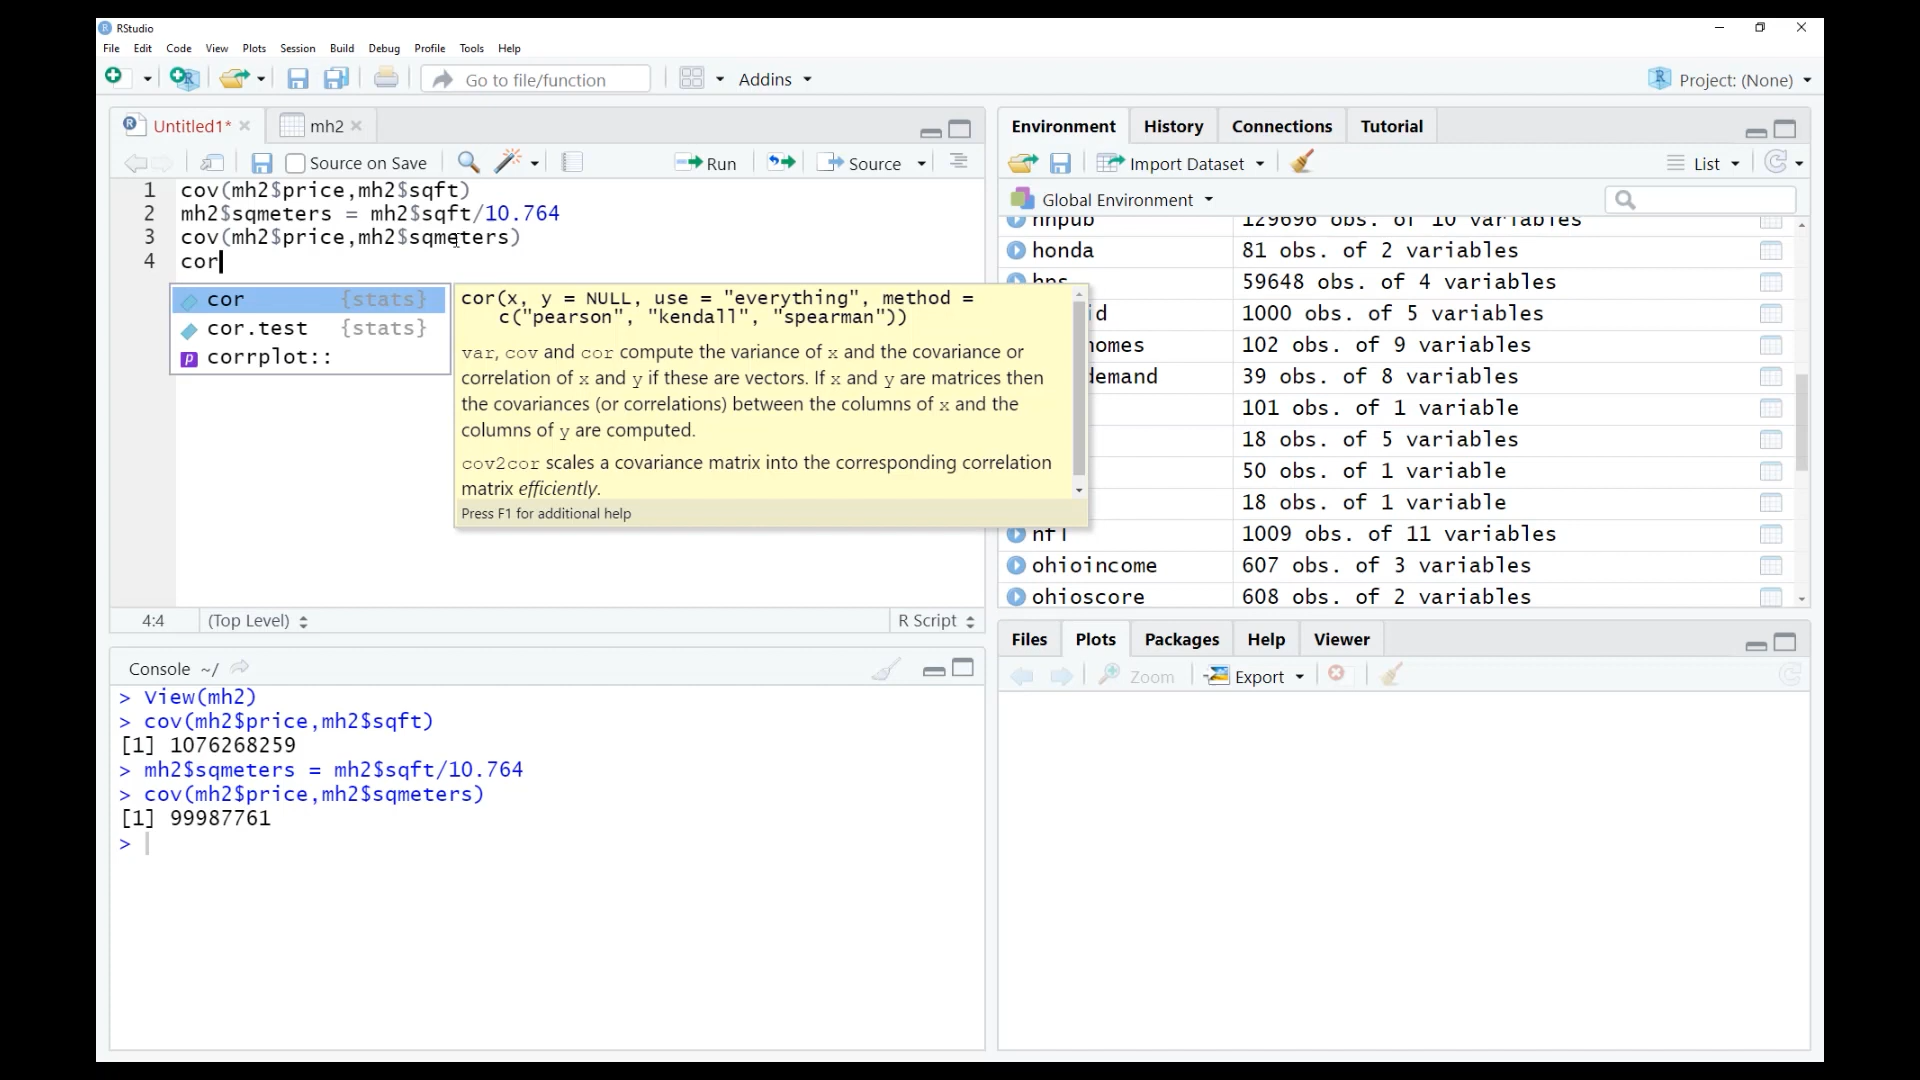 RStudio
File Edit Code View Plots Session Build Debug Profile Tools Help
Go to file/function
Addins
Project: (None)
Untitled1*
mh2
Source on Save
Run
Source
1 cov(mh2$price,mh2$sqft)
2 mh2$sqmeters = mh2$sqft/10.764
3 cov(mh2$price,mh2$sqmeters)
4 cor
cor {stats}
cor.test {stats}
corrplot::
cor(x, y = NULL, use = "everything", method =
c("pearson", "kendall", "spearman"))
var, cov and cor compute the variance of x and the covariance or
correlation of x and y if these are vectors. If x and y are matrices then
the covariances (or correlations) between the columns of x and the
columns of y are computed.
cov2cor scales a covariance matrix into the corresponding correlation
matrix efficiently.
Press F1 for additional help
4:4 (Top Level) R Script
Console ~/
> View(mh2)
> cov(mh2$price,mh2$sqft)
[1] 1076268259
> mh2$sqmeters = mh2$sqft/10.764
> cov(mh2$price,mh2$sqmeters)
[1] 99987761
>
Environment History Connections Tutorial
Import Dataset
List
Global Environment
129696 obs. of 10 variables
honda 81 obs. of 2 variables
59648 obs. of 4 variables
id 1000 obs. of 5 variables
homes 102 obs. of 9 variables
demand 39 obs. of 8 variables
101 obs. of 1 variable
18 obs. of 5 variables
50 obs. of 1 variable
18 obs. of 1 variable
nfl 1009 obs. of 11 variables
ohioincome 607 obs. of 3 variables
ohioscore 608 obs. of 2 variables
Files Plots Packages Help Viewer
Zoom
Export